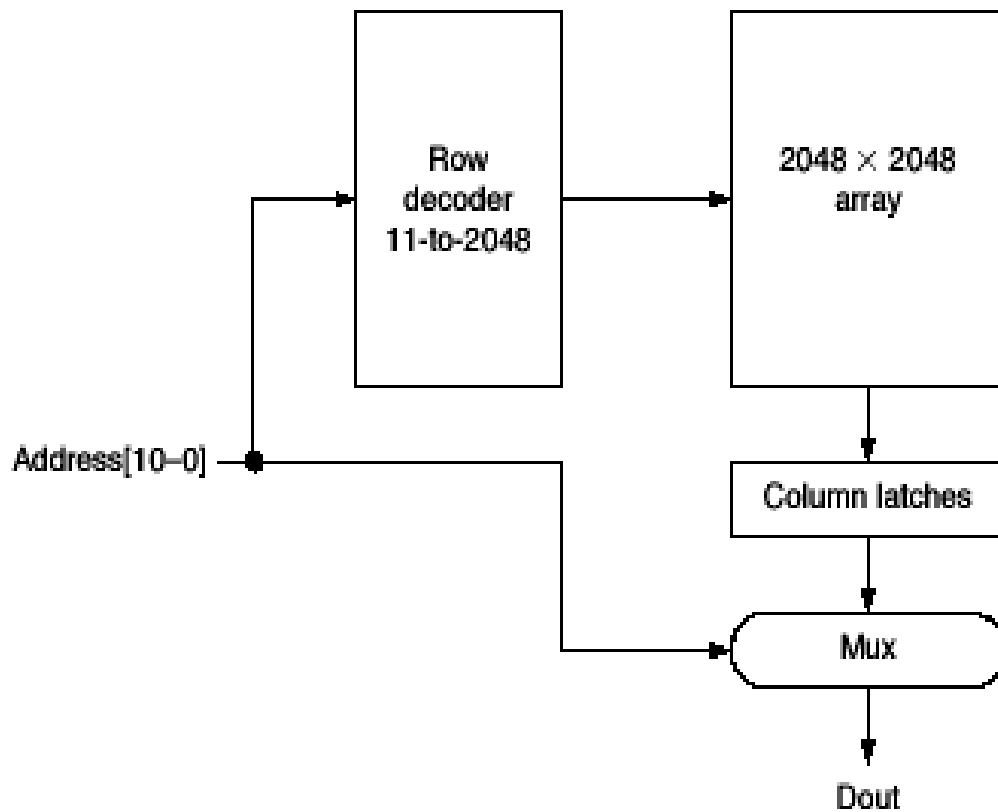 Row
decoder
11-to-2048
2048 × 2048
array
Address[10–0]
Column latches
Mux
Dout